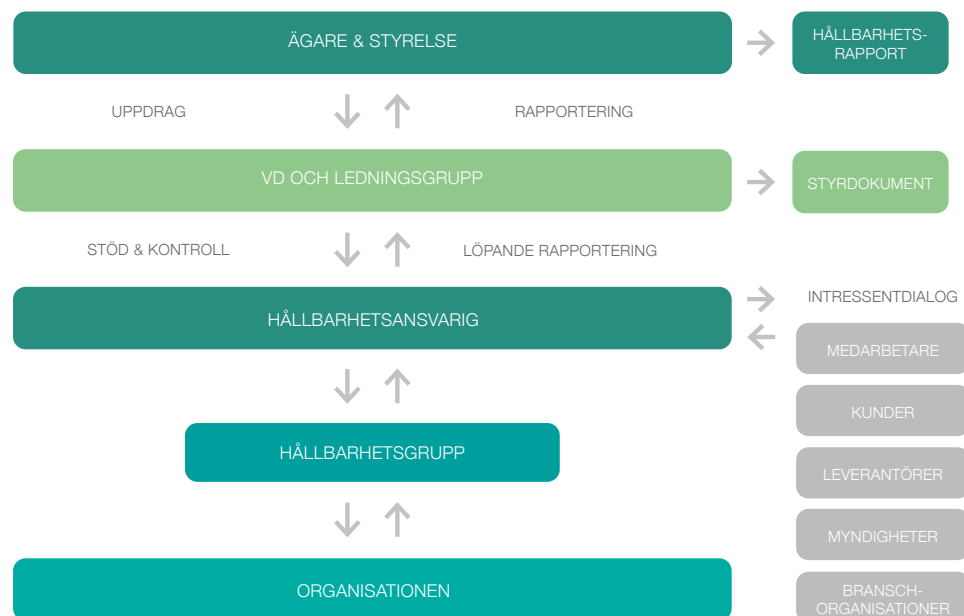 ÄGARE & STYRELSE
HÅLLBARHETS-
RAPPORT
UPPDRAG
RAPPORTERING
VD OCH LEDNINGSGRUPP
STYRDOKUMENT
STÖD & KONTROLL
LÖPANDE RAPPORTERING
HÅLLBARHETSANSVARIG
INTRESSENTDIALOG
MEDARBETARE
KUNDER
HÅLLBARHETSGRUPP
LEVERANTÖRER
MYNDIGHETER
ORGANISATIONEN
BRANSCH-
ORGANISATIONER